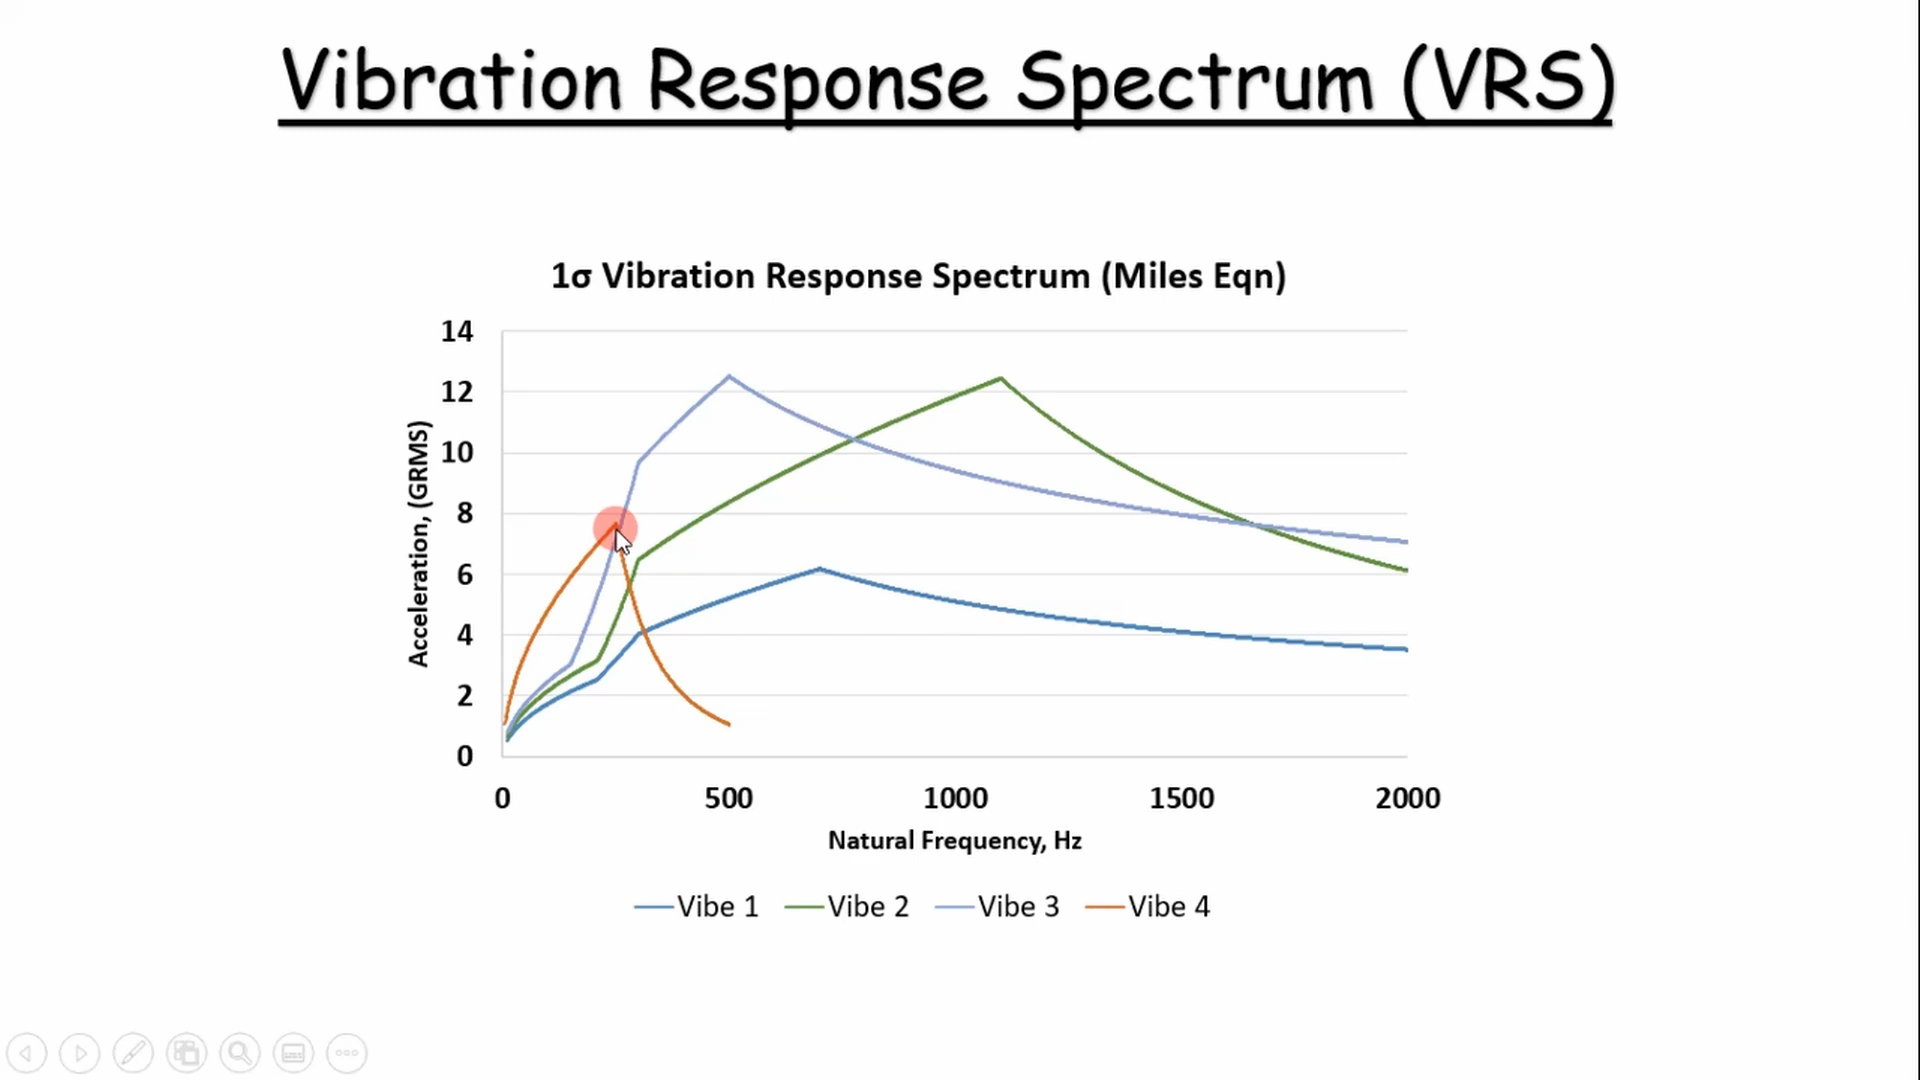 Vibration Response Spectrum (VRS)
1σ Vibration Response Spectrum (Miles Eqn)
14
12
10
8
6
4
2
0
Acceleration, (GRMS)
0 500 1000 1500 2000
Natural Frequency, Hz
Vibe 1 Vibe 2 Vibe 3 Vibe 4